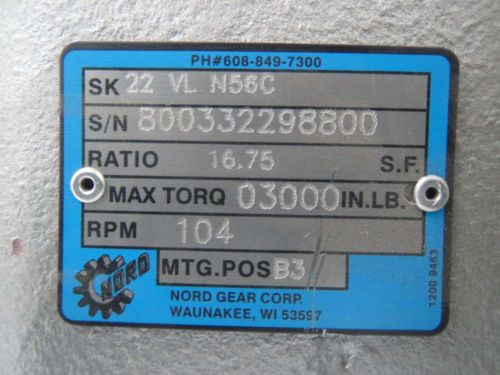 PH#608-849-7300
SK 22 VL N56C
S/N 800332298800
RATIO 16.75 S.F.
MAX TORQ 03000 IN.LB.
RPM 104
MTG.POS B3
NORD
NORD GEAR CORP.
WAUNAKEE, WI 53597
1200 9463